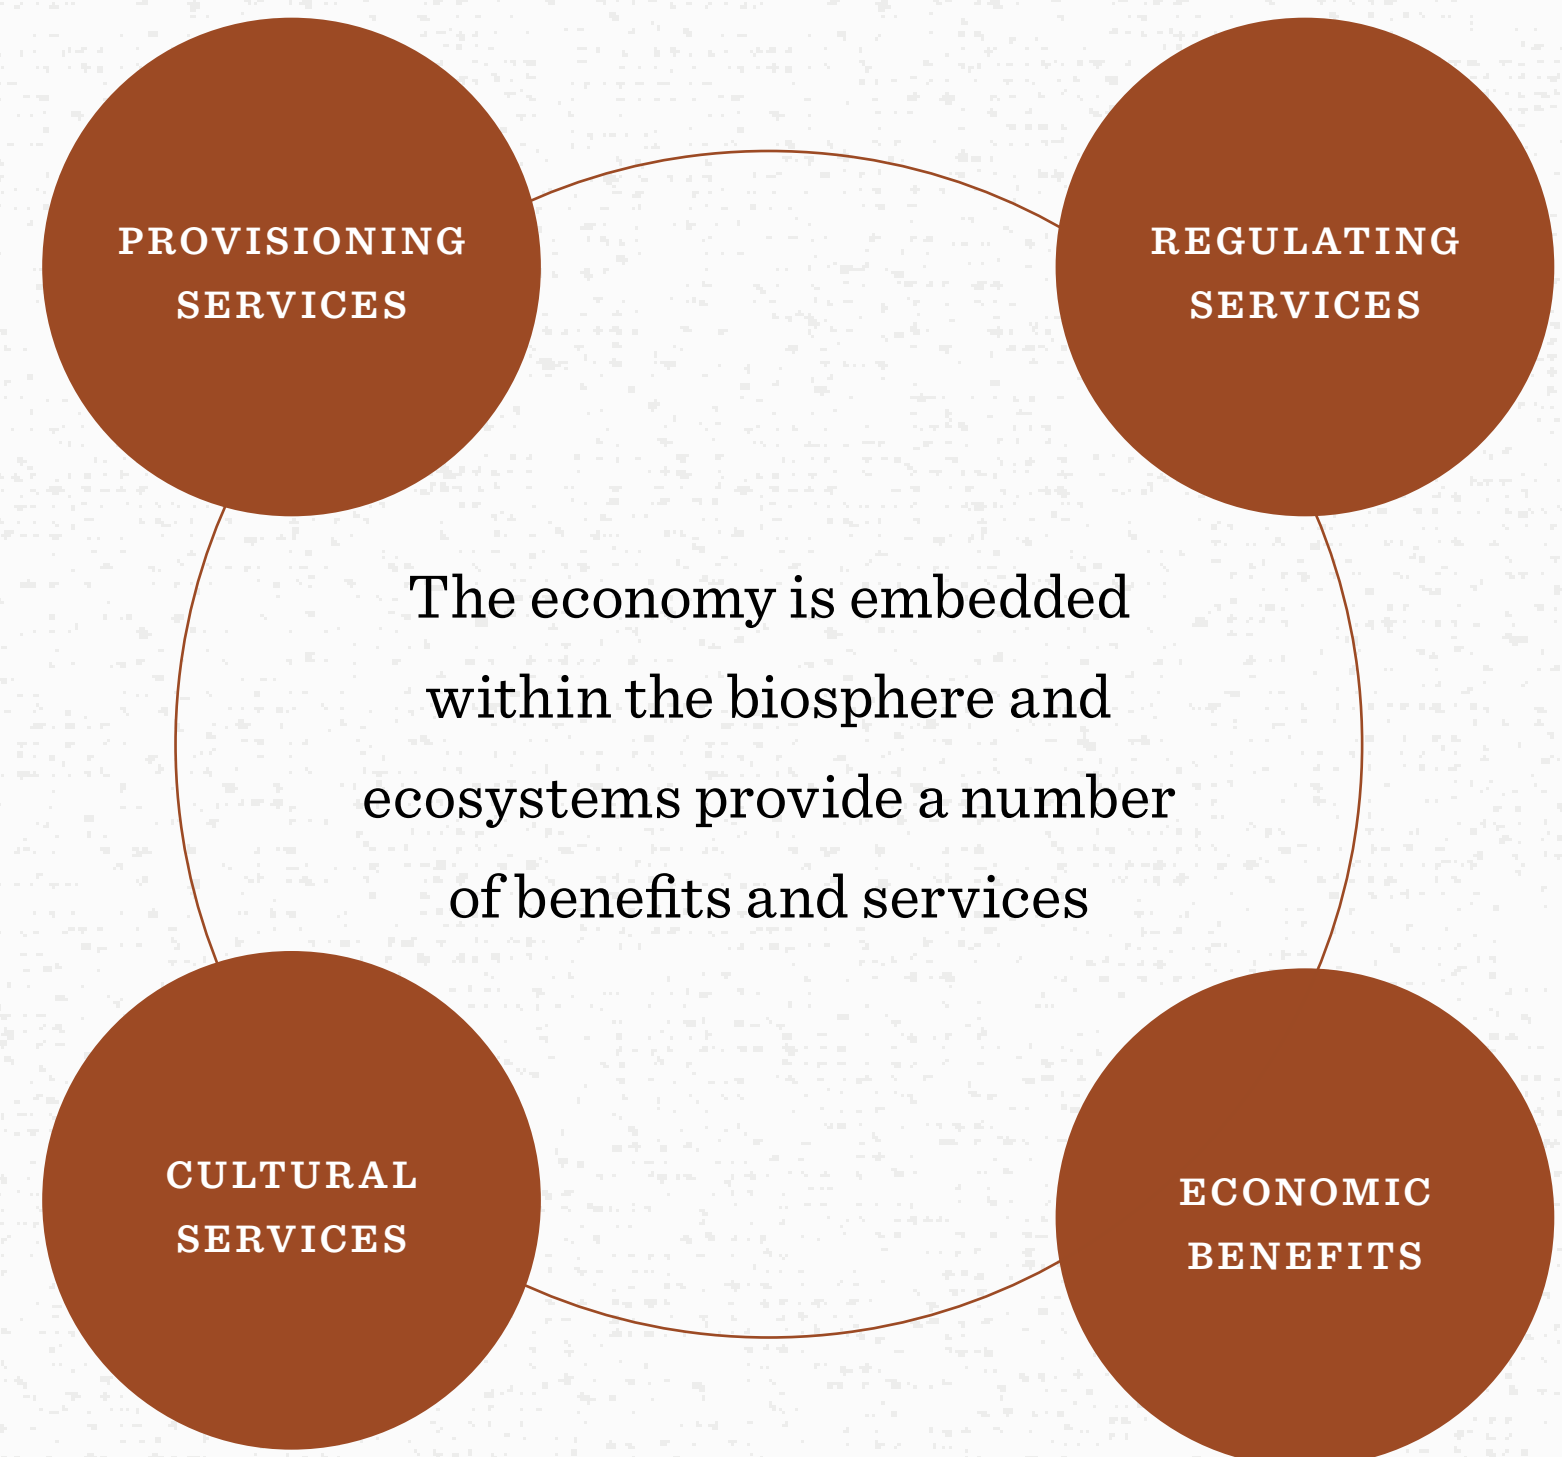 PROVISIONING
SERVICES
REGULATING
SERVICES
The economy is embedded
within the biosphere and
ecosystems provide a number
of benefits and services
CULTURAL
SERVICES
ECONOMIC
BENEFITS